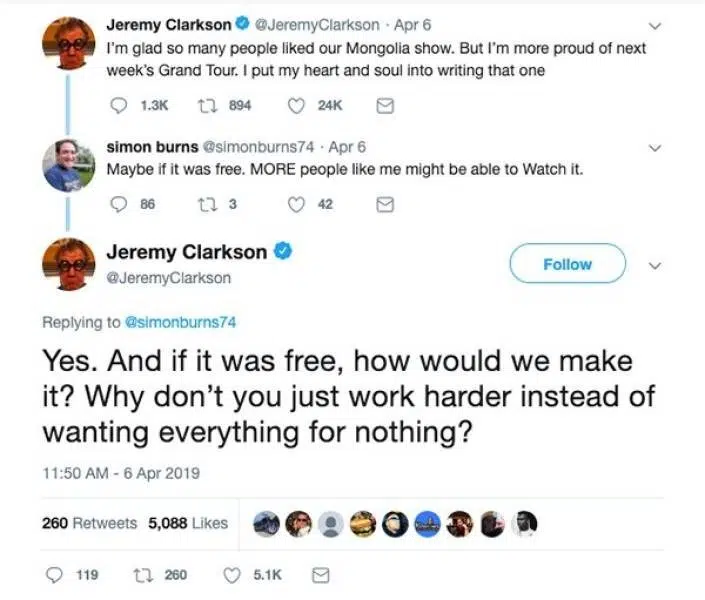 Jeremy Clarkson @JeremyClarkson · Apr 6
I'm glad so many people liked our Mongolia show. But I'm more proud of next
week's Grand Tour. I put my heart and soul into writing that one
1.3K 894 24K
simon burns @simonburns74 · Apr 6
Maybe if it was free. MORE people like me might be able to Watch it.
86 3 42
Jeremy Clarkson
@JeremyClarkson
Follow
Replying to @simonburns74
Yes. And if it was free, how would we make
it? Why don't you just work harder instead of
wanting everything for nothing?
11:50 AM - 6 Apr 2019
260 Retweets 5,088 Likes
119 260 5.1K